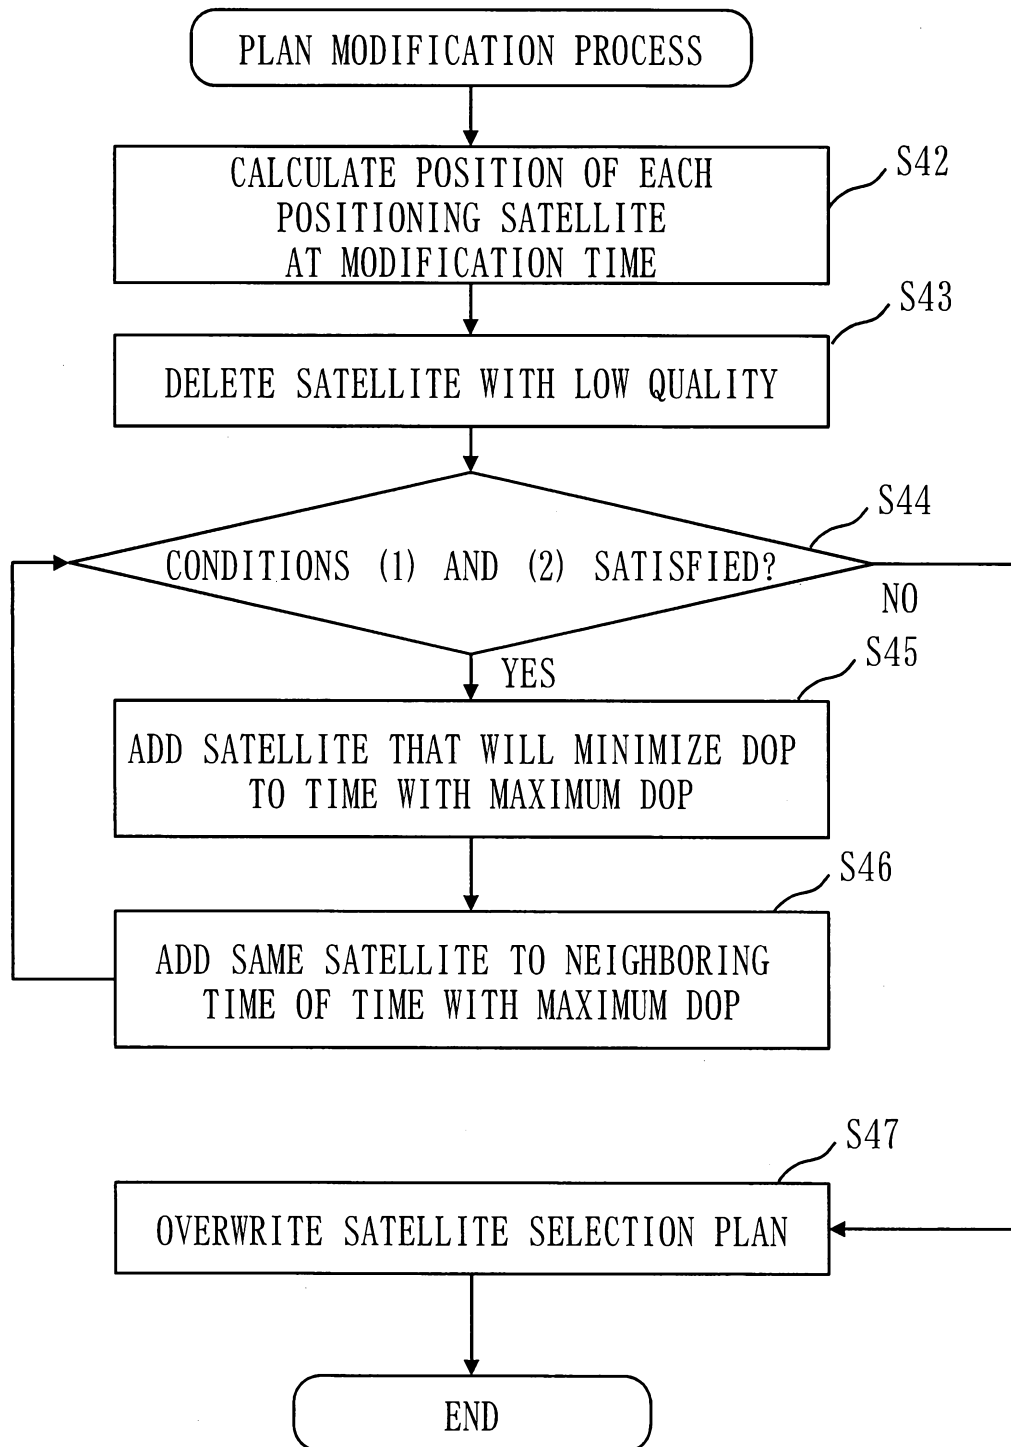 PLAN MODIFICATION PROCESS
S42
CALCULATE POSITION OF EACH
POSITIONING SATELLITE
AT MODIFICATION TIME
S43
DELETE SATELLITE WITH LOW QUALITY
S44
CONDITIONS (1) AND (2) SATISFIED?
NO
YES
S45
ADD SATELLITE THAT WILL MINIMIZE DOP
TO TIME WITH MAXIMUM DOP
S46
ADD SAME SATELLITE TO NEIGHBORING
TIME OF TIME WITH MAXIMUM DOP
S47
OVERWRITE SATELLITE SELECTION PLAN
END